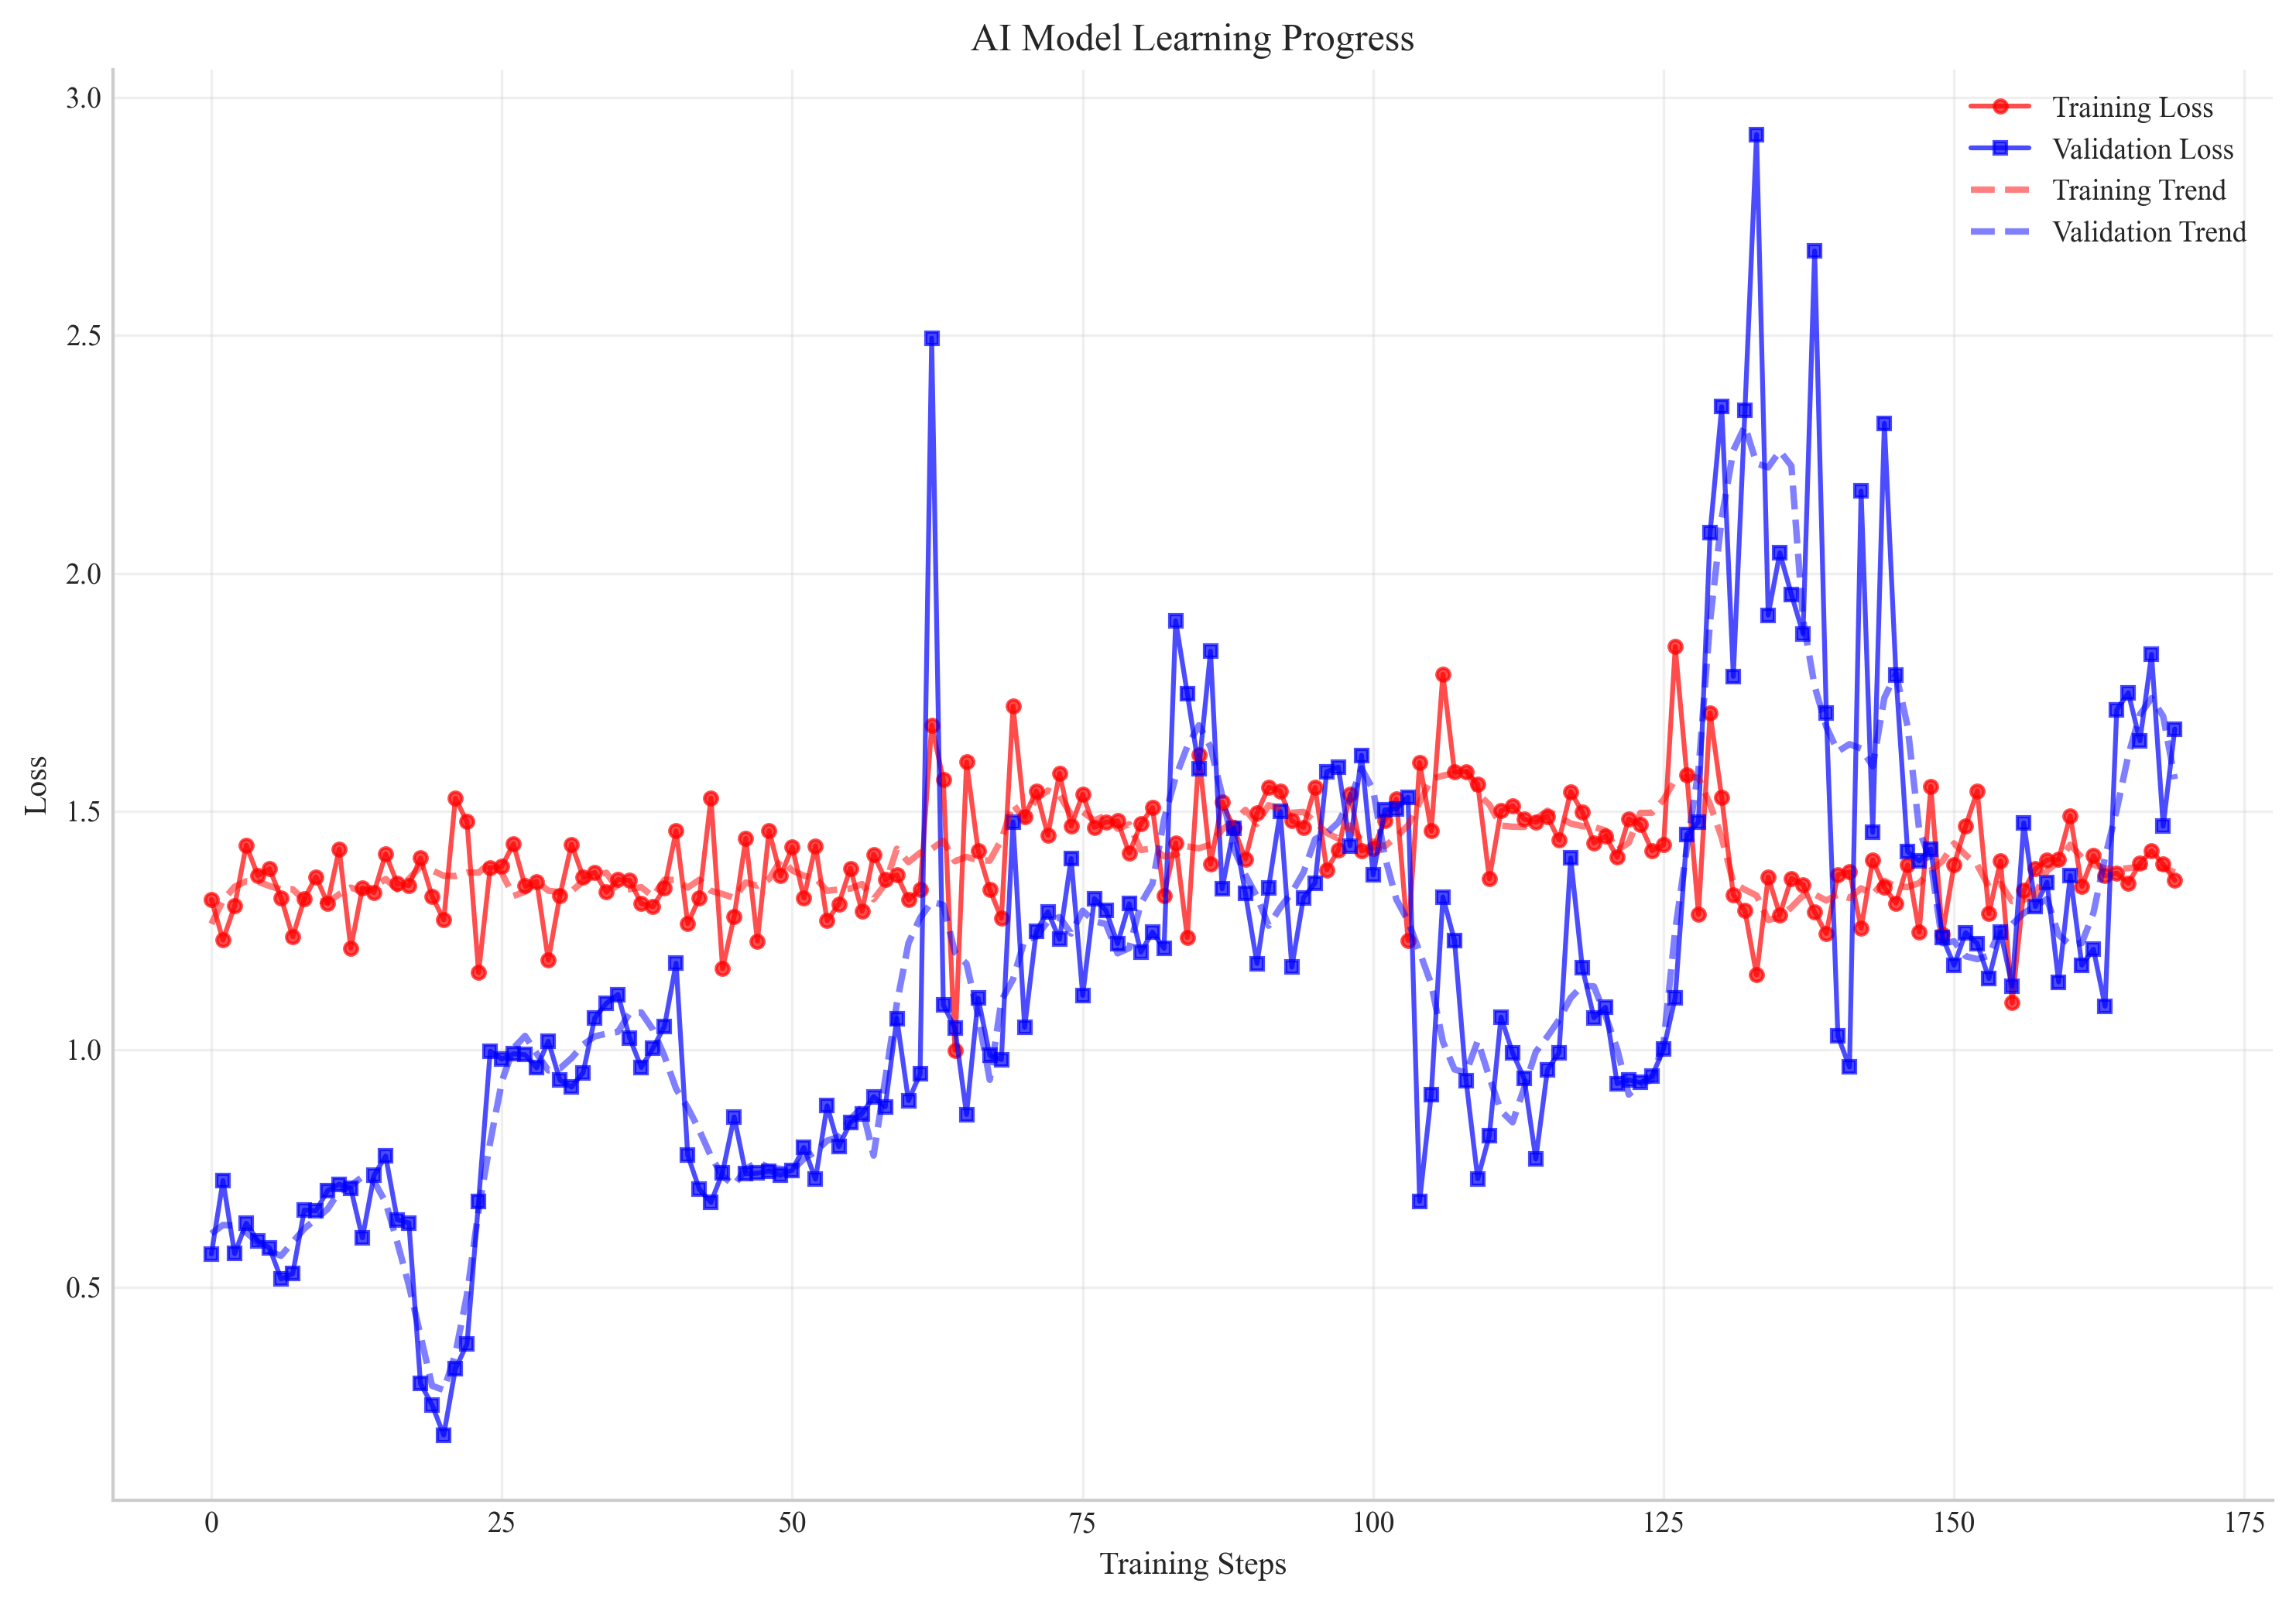 AI Model Learning Progress
3.0
2.5
2.0
1.5
1.0
0.5
Loss
Training Loss
Validation Loss
Training Trend
Validation Trend
0 25 50 75 100 125 150 175
Training Steps